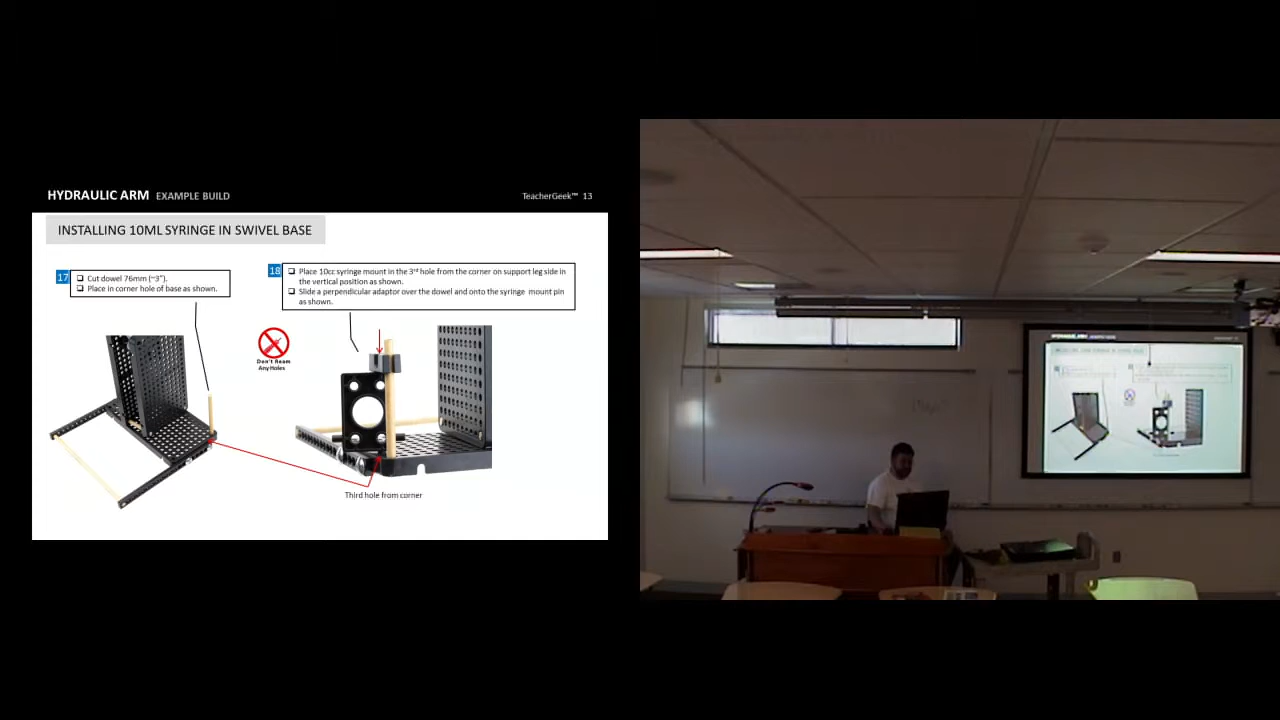 HYDRAULIC ARM EXAMPLE BUILD
TeacherGeek™ 13
INSTALLING 10ML SYRINGE IN SWIVEL BASE
17
❑ Cut dowel 76mm (~3").
❑ Place in corner hole of base as shown.
18
❑ Place 10cc syringe mount in the 3rd hole from the corner on support leg side in
the vertical position as shown.
❑ Slide a perpendicular adaptor over the dowel and onto the syringe mount pin
as shown.
Don't Ream
Any Holes
Third hole from corner